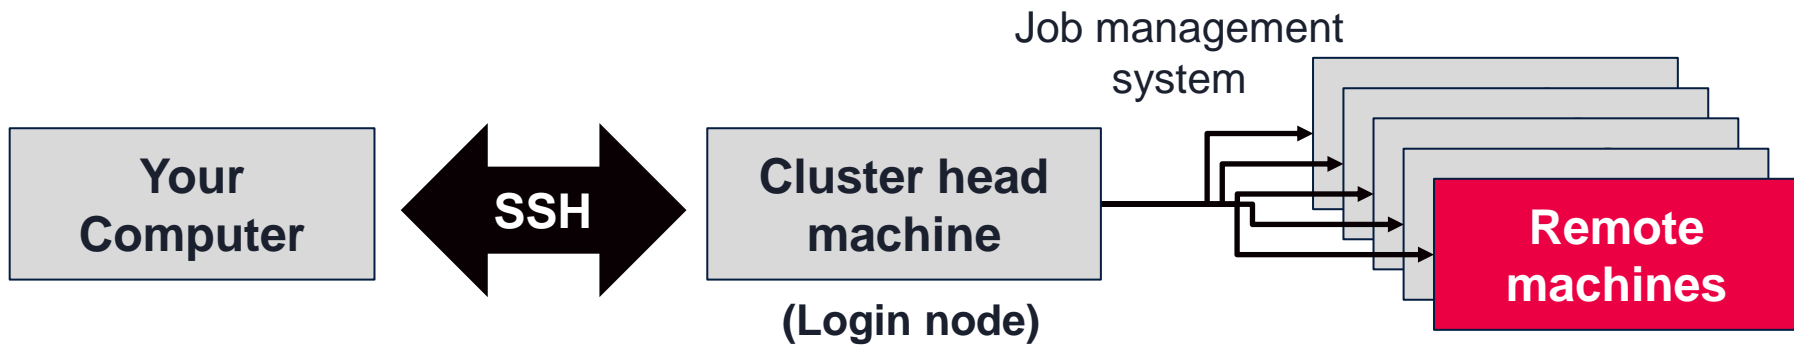 Job management
system
Your
Computer
SSH
Cluster head
machine
(Login node)
Remote
machines